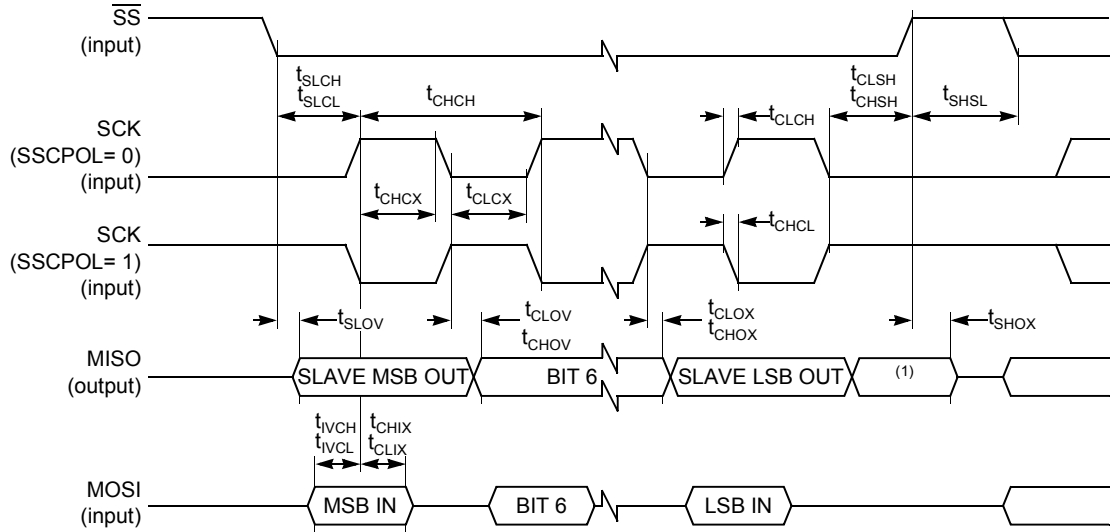 SS
(input)
tSLCH
tSLCL
tCHCH
tCLSH
tCHSH
tSHSL
SCK
(SSCPOL= 0)
(input)
tCLCH
tCHCX
tCLCX
SCK
(SSCPOL= 1)
(input)
tCHCL
tSLOV
tCLOV
tCHOV
tCLOX
tCHOX
tSHOX
MISO
(output)
SLAVE MSB OUT
BIT 6
SLAVE LSB OUT
(1)
tIVCH
tIVCL
tCHIX
tCLIX
MOSI
(input)
MSB IN
BIT 6
LSB IN